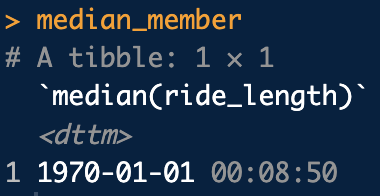 > median_member
# A tibble: 1 × 1
`median(ride_length)`
<dttm>
1 1970-01-01 00:08:50